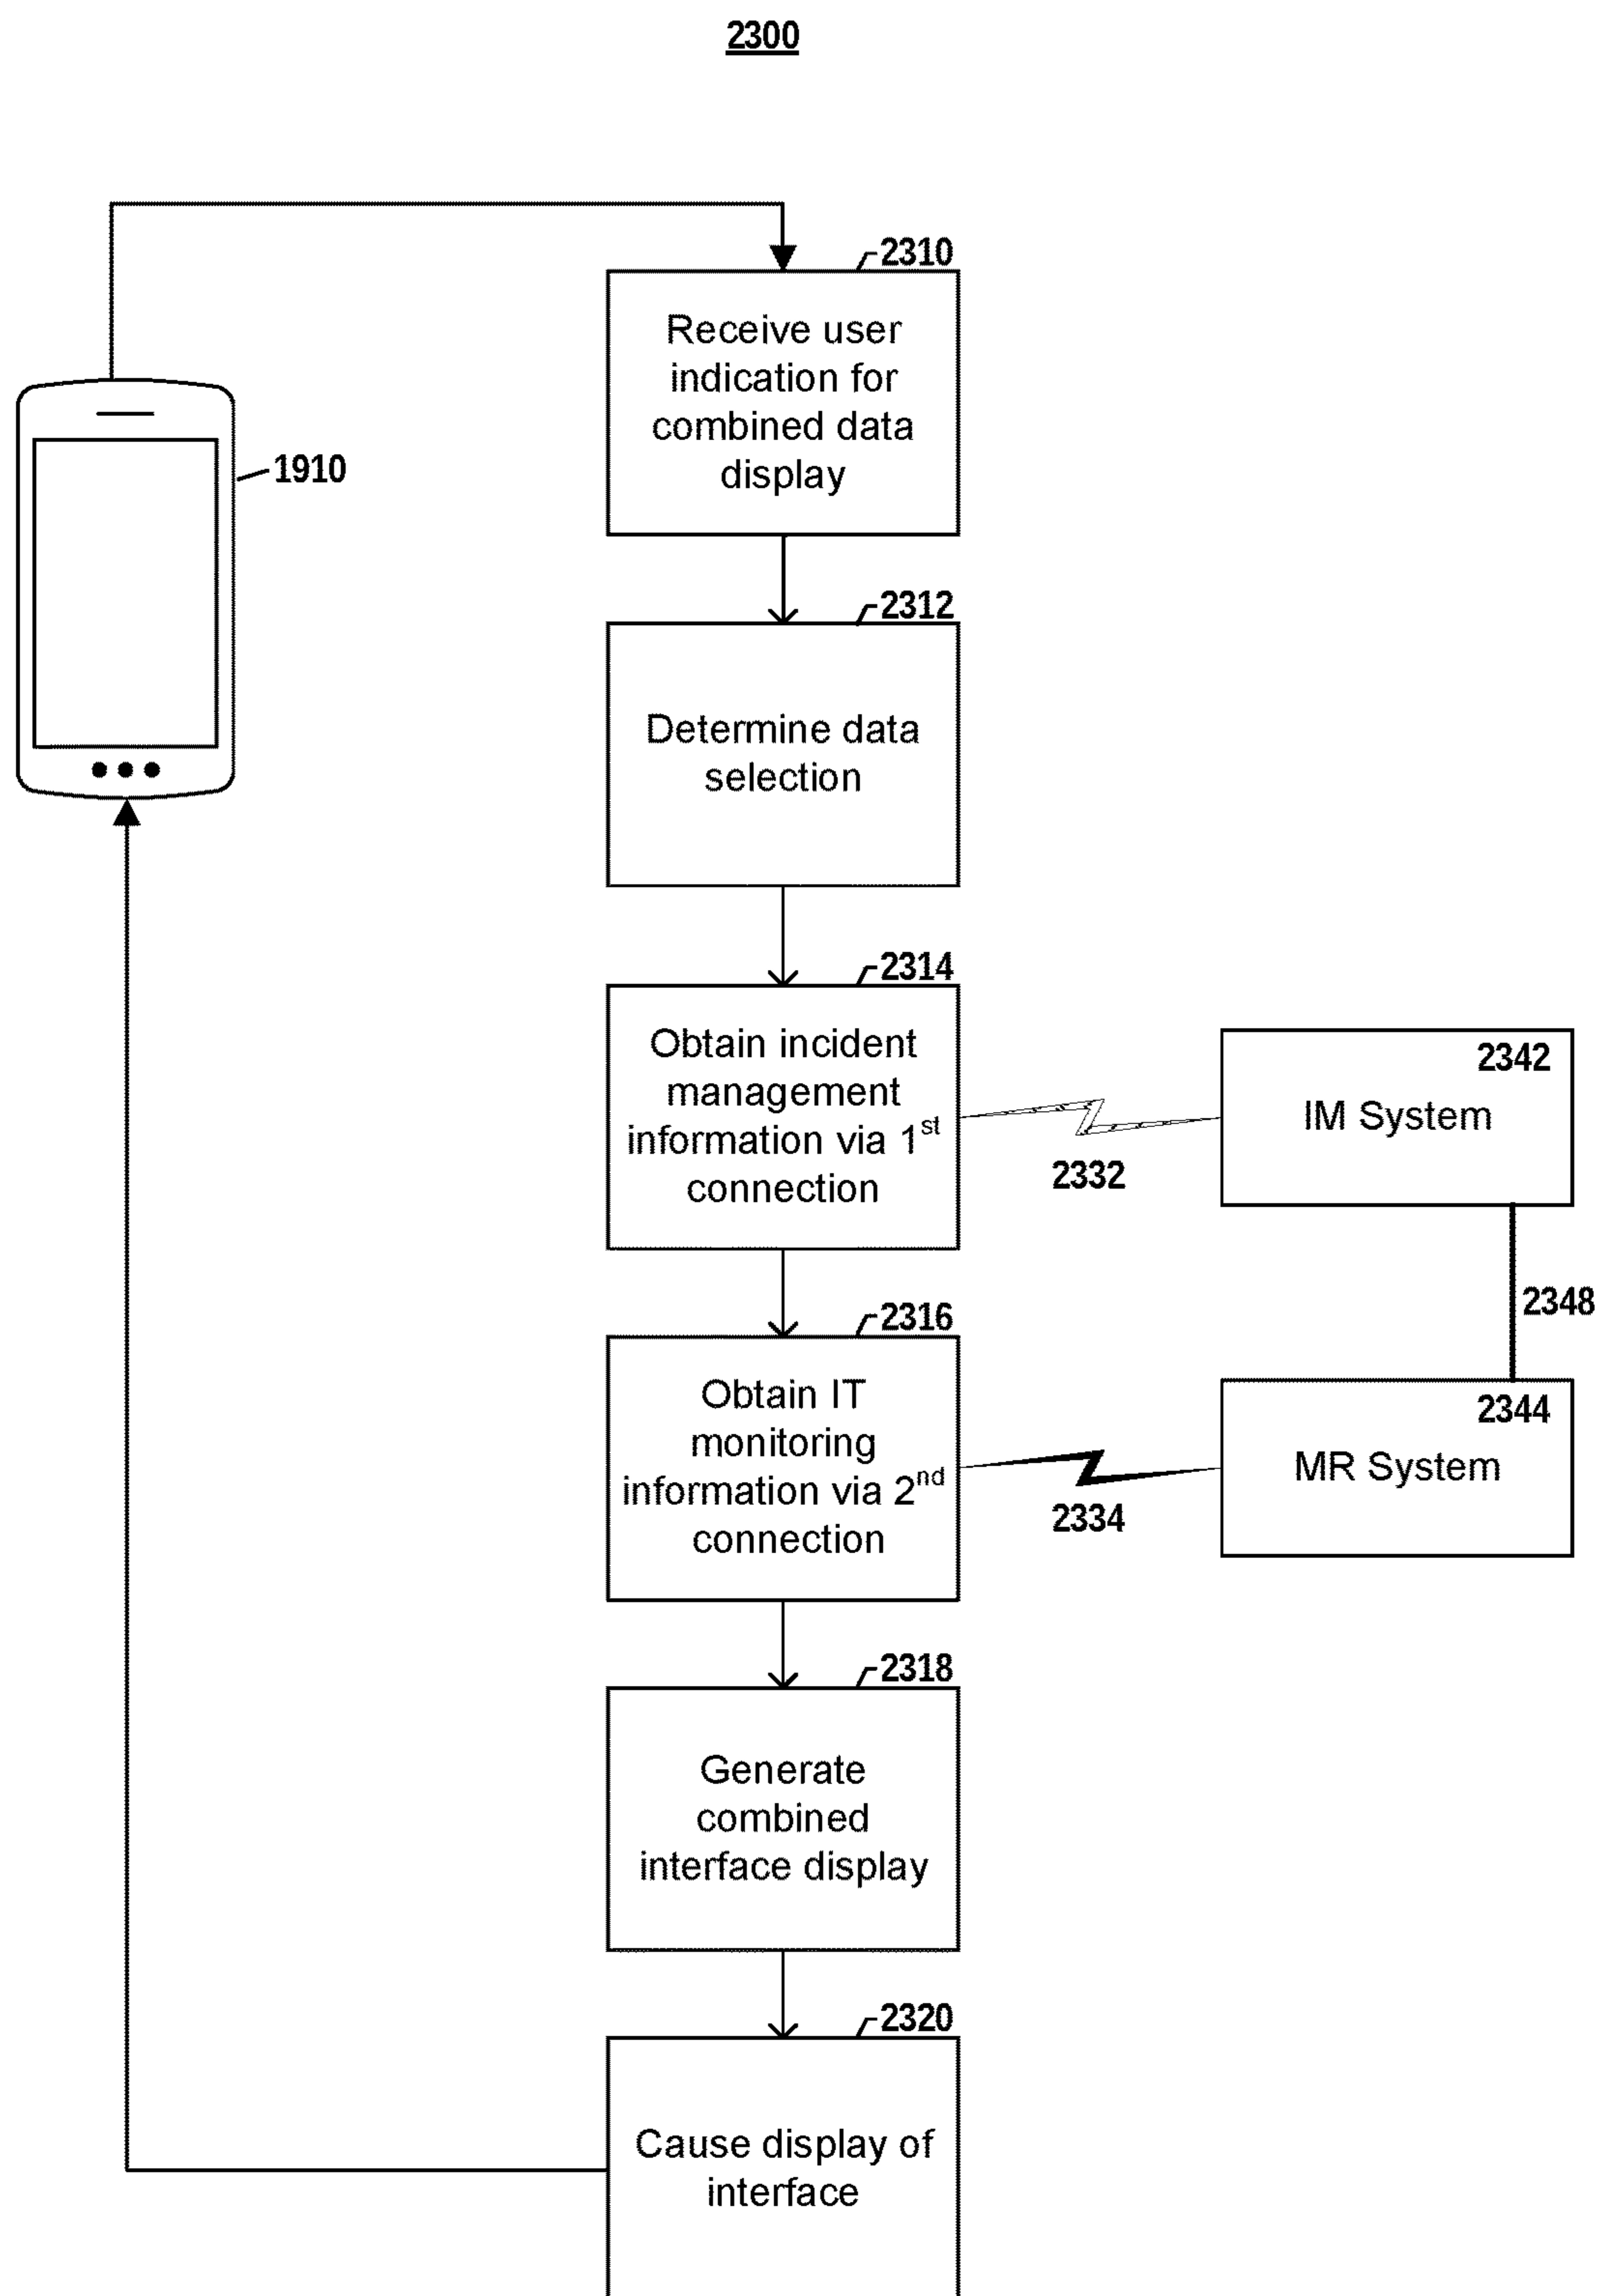 2300
2310
Receive user
indication for
combined data
display
1910
2312
Determine data
selection
2314
Obtain incident
management
information via 1st
connection
2332
2342
IM System
2348
2316
Obtain IT
monitoring
information via 2nd
connection
2334
2344
MR System
2318
Generate
combined
interface display
2320
Cause display of
interface